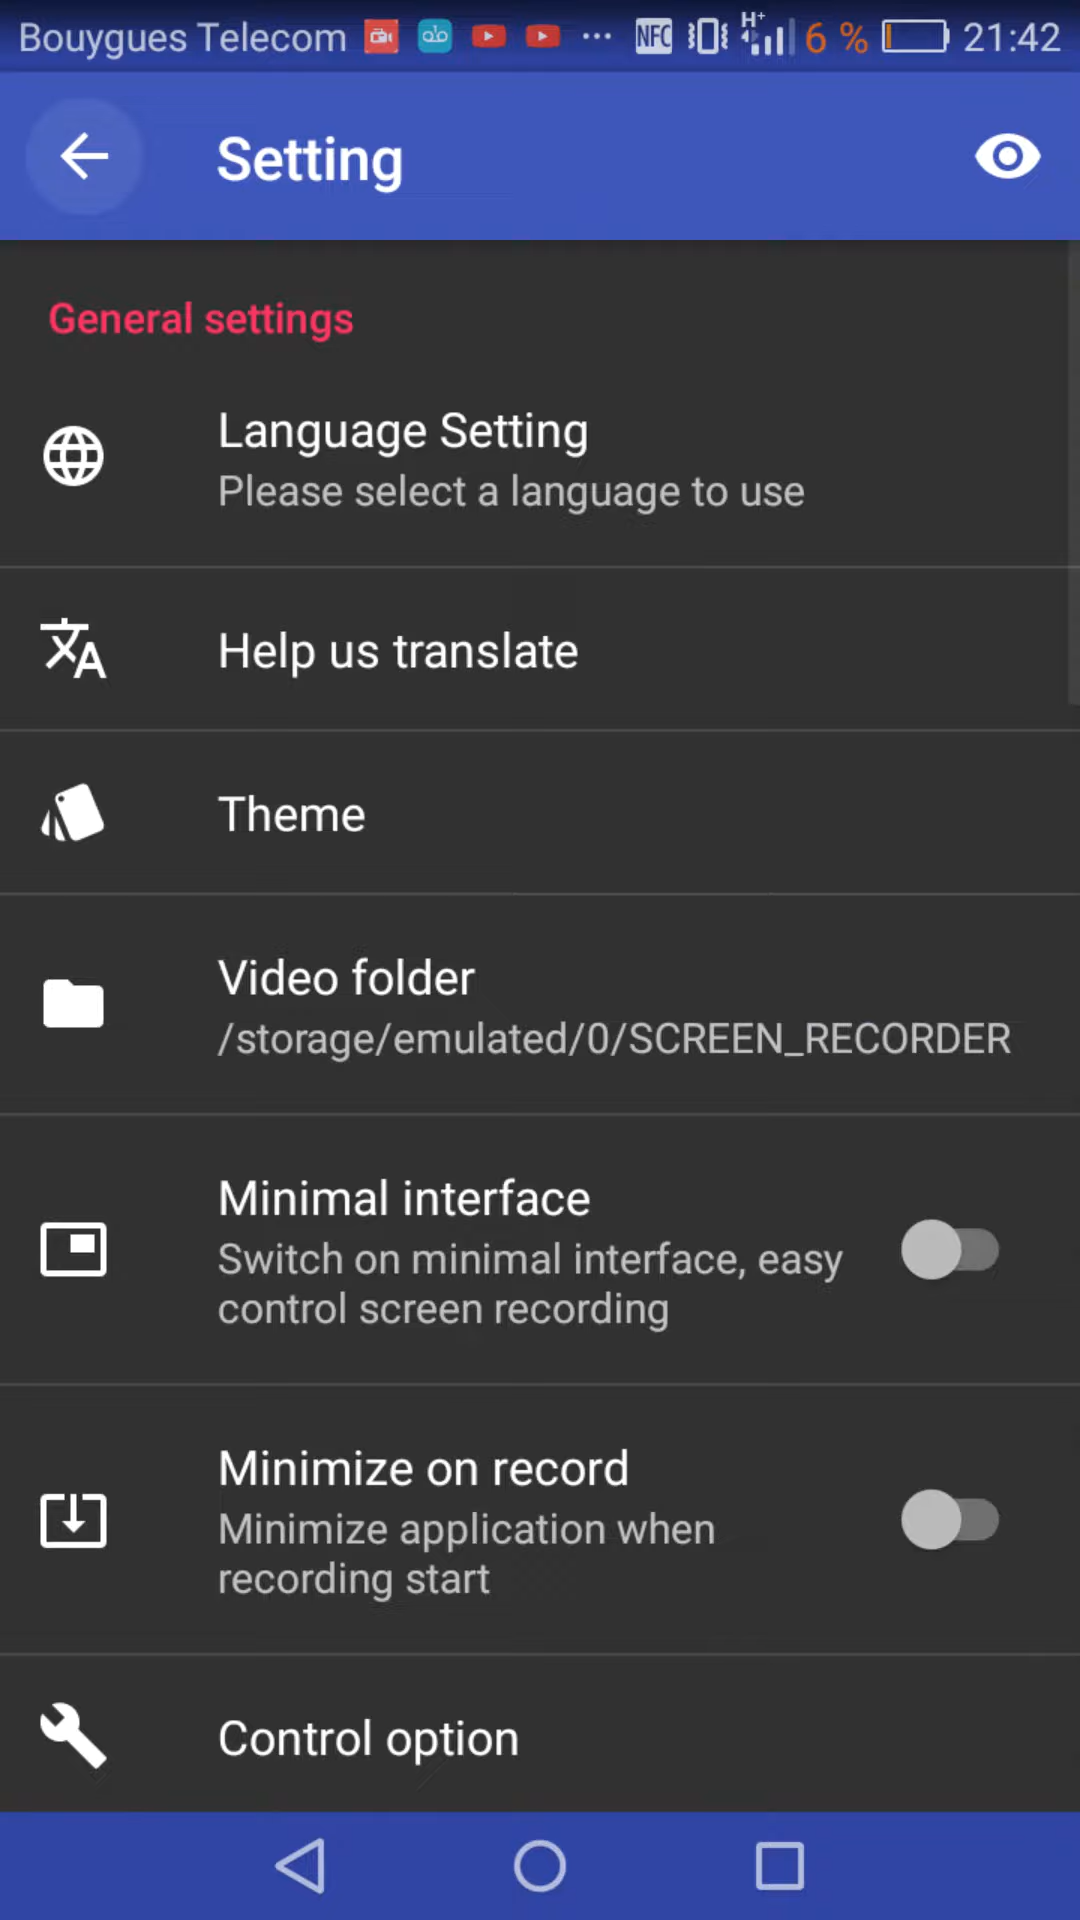 Bouygues Telecom ... NFC H+ 6 % 21:42
Setting
General settings
Language Setting
Please select a language to use
Help us translate
Theme
Video folder
/storage/emulated/0/SCREEN_RECORDER
Minimal interface
Switch on minimal interface, easy
control screen recording
Minimize on record
Minimize application when
recording start
Control option